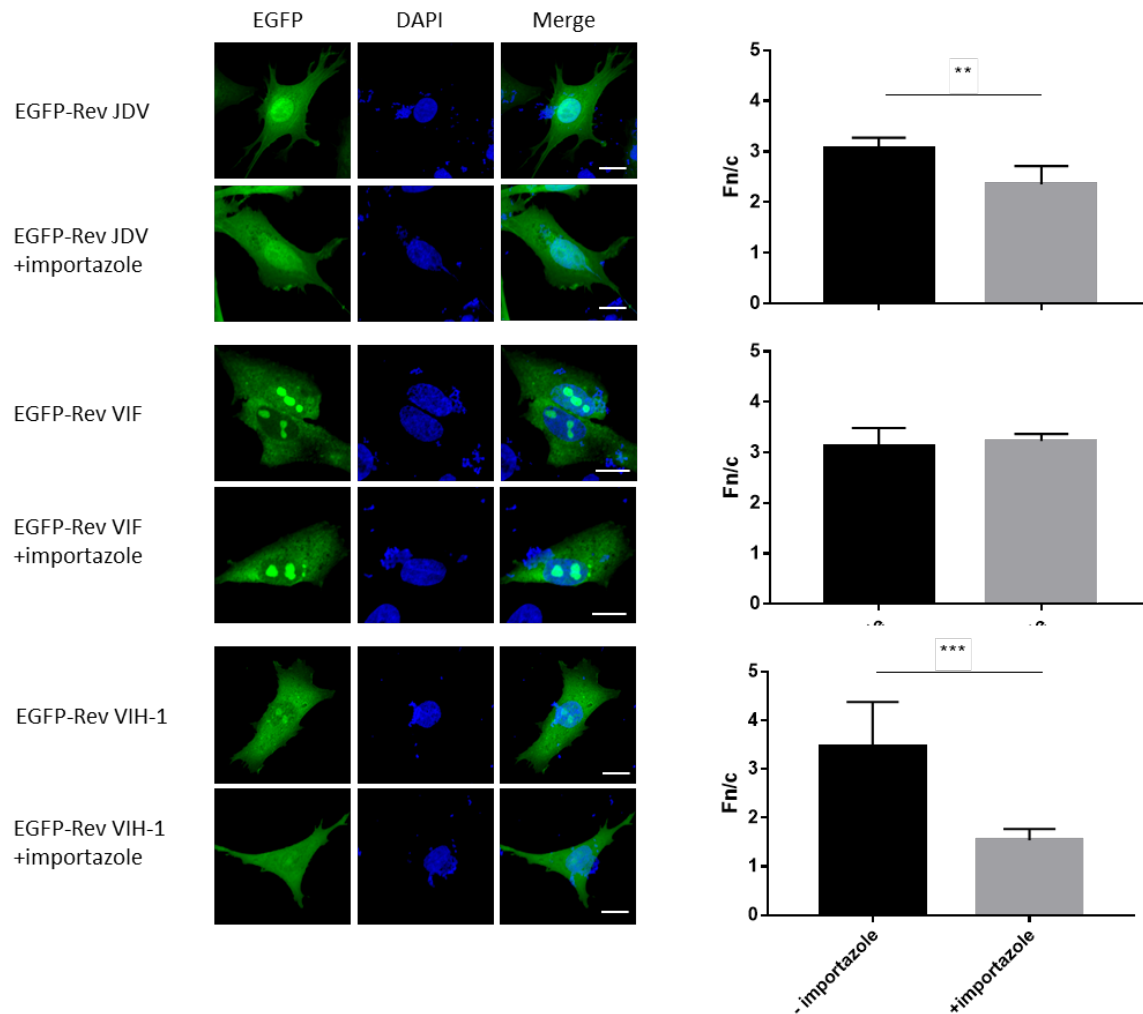 EGFP DAPI Merge
EGFP-Rev JDV
EGFP-Rev JDV
+importazole
EGFP-Rev VIF
EGFP-Rev VIF
+importazole
EGFP-Rev VIH-1
EGFP-Rev VIH-1
+importazole
**
5
4
3
2
1
0
Fn/c
5
4
3
2
1
0
Fn/c
***
5
4
3
2
1
0
Fn/c
- importazole
+importazole